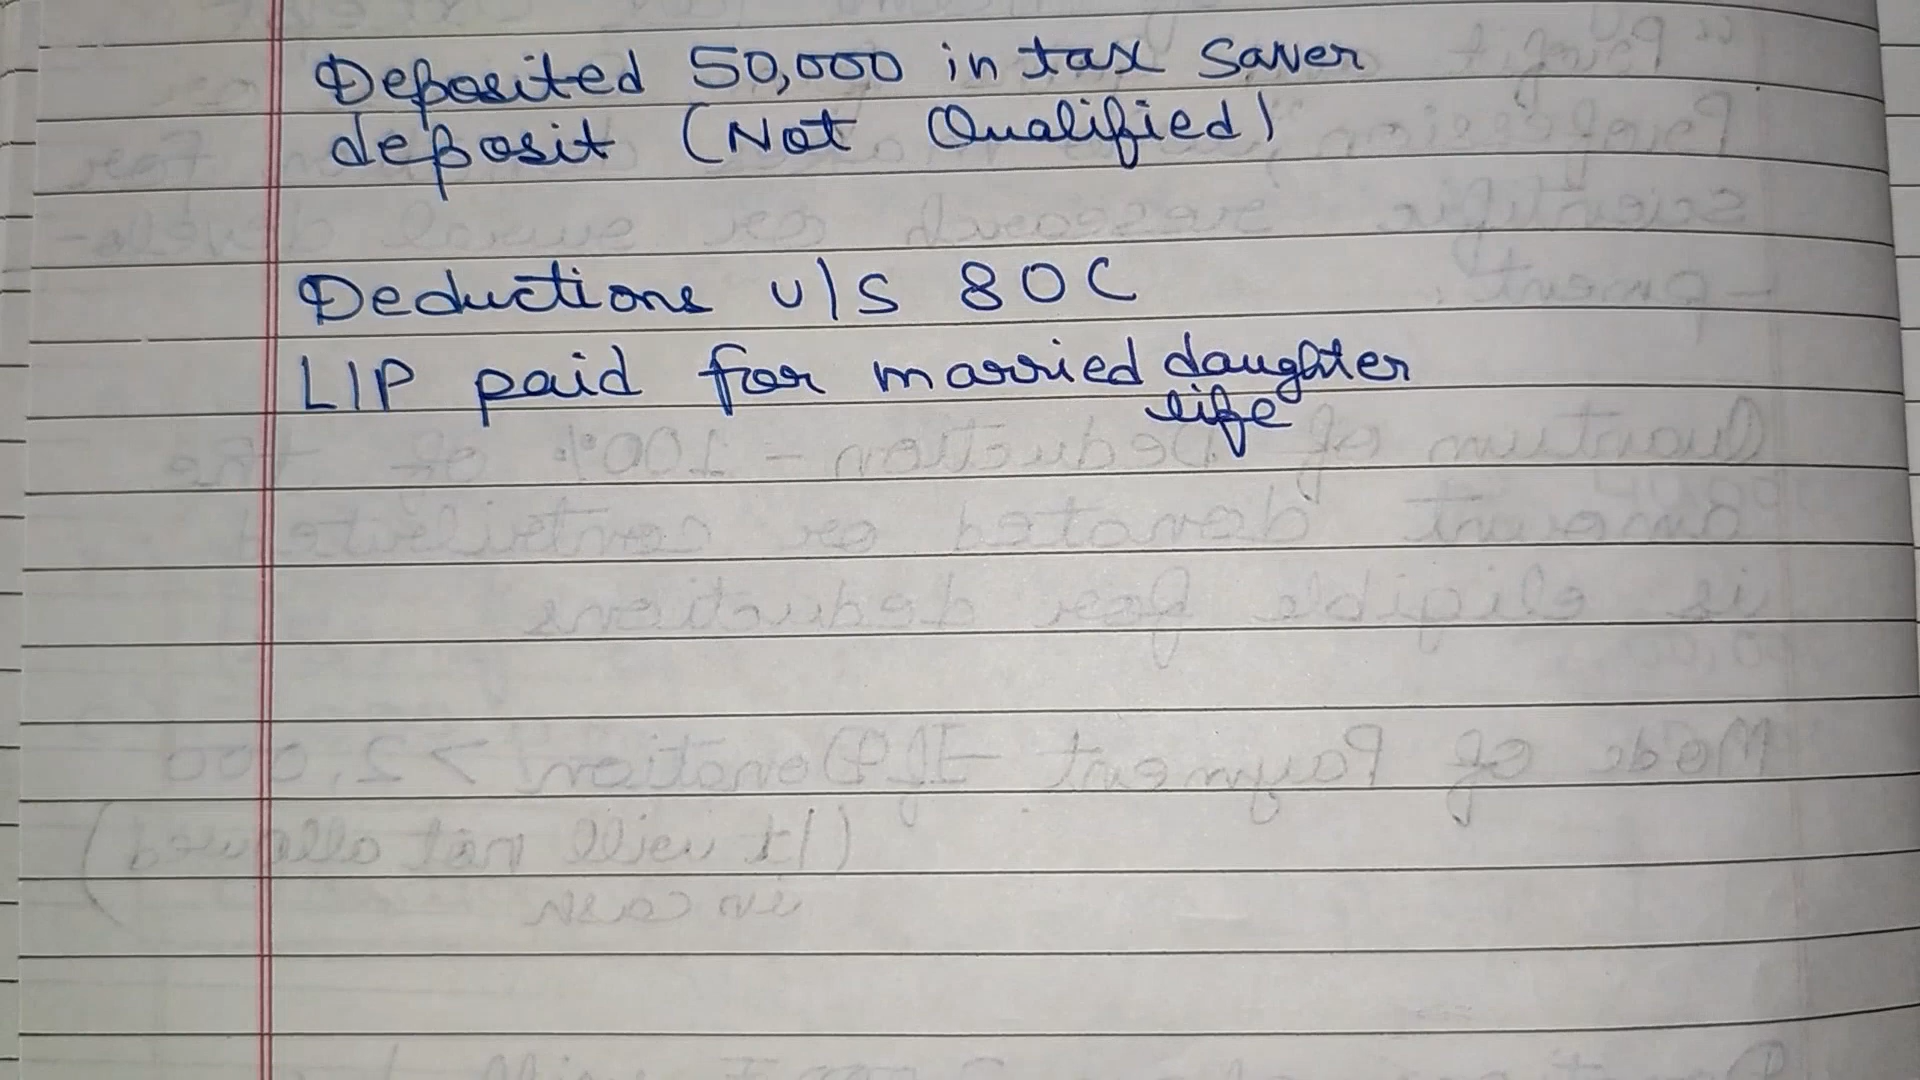 Deposited 50,000 in tax saver
deposit (Not Qualified)
Deductions u/s 80C
LIP paid for married daughter
life